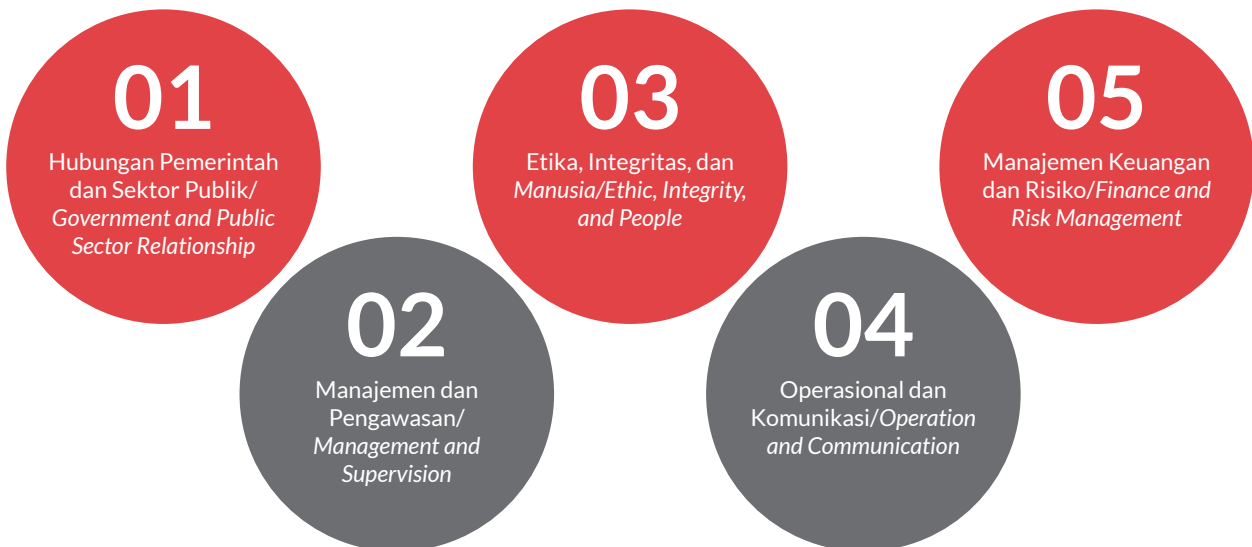 01
Hubungan Pemerintah
dan Sektor Publik/
Government and Public
Sector Relationship
02
Manajemen dan
Pengawasan/
Management and
Supervision
03
Etika, Integritas, dan
Manusia/Ethic, Integrity,
and People
04
Operasional dan
Komunikasi/Operation
and Communication
05
Manajemen Keuangan
dan Risiko/Finance and
Risk Management